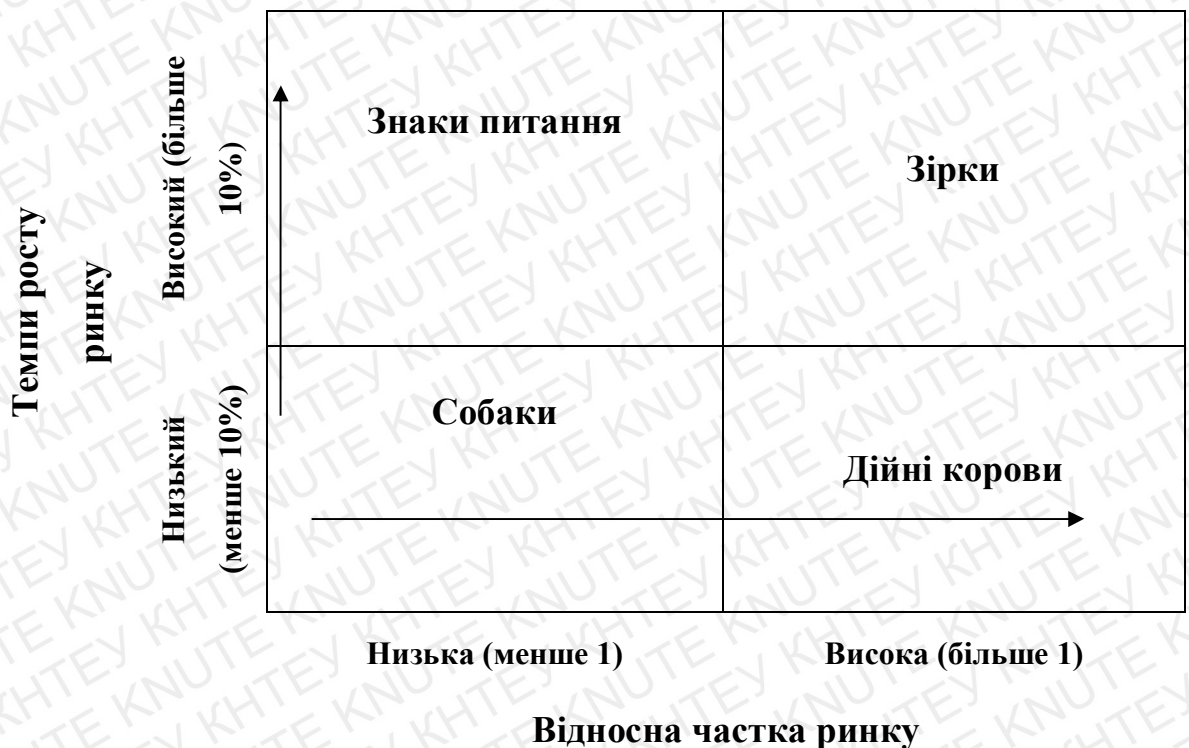 Темпи росту
ринку
Високий (більше
10%)
Низький
(менше 10%)
Знаки питання
Зірки
Собаки
Дійні корови
Низька (менше 1)
Висока (більше 1)
Відносна частка ринку